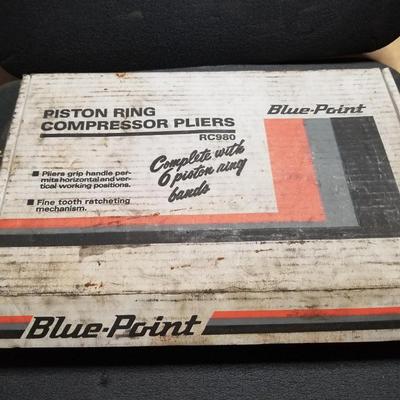 PISTON RING
COMPRESSOR PLIERS
RC980
Blue-Point
■ Pliers grip handle per-
mits horizontal and ver-
tical working positions.
■ Fine tooth ratcheting
mechanism.
Complete with
6 piston ring
bands
Blue-Point